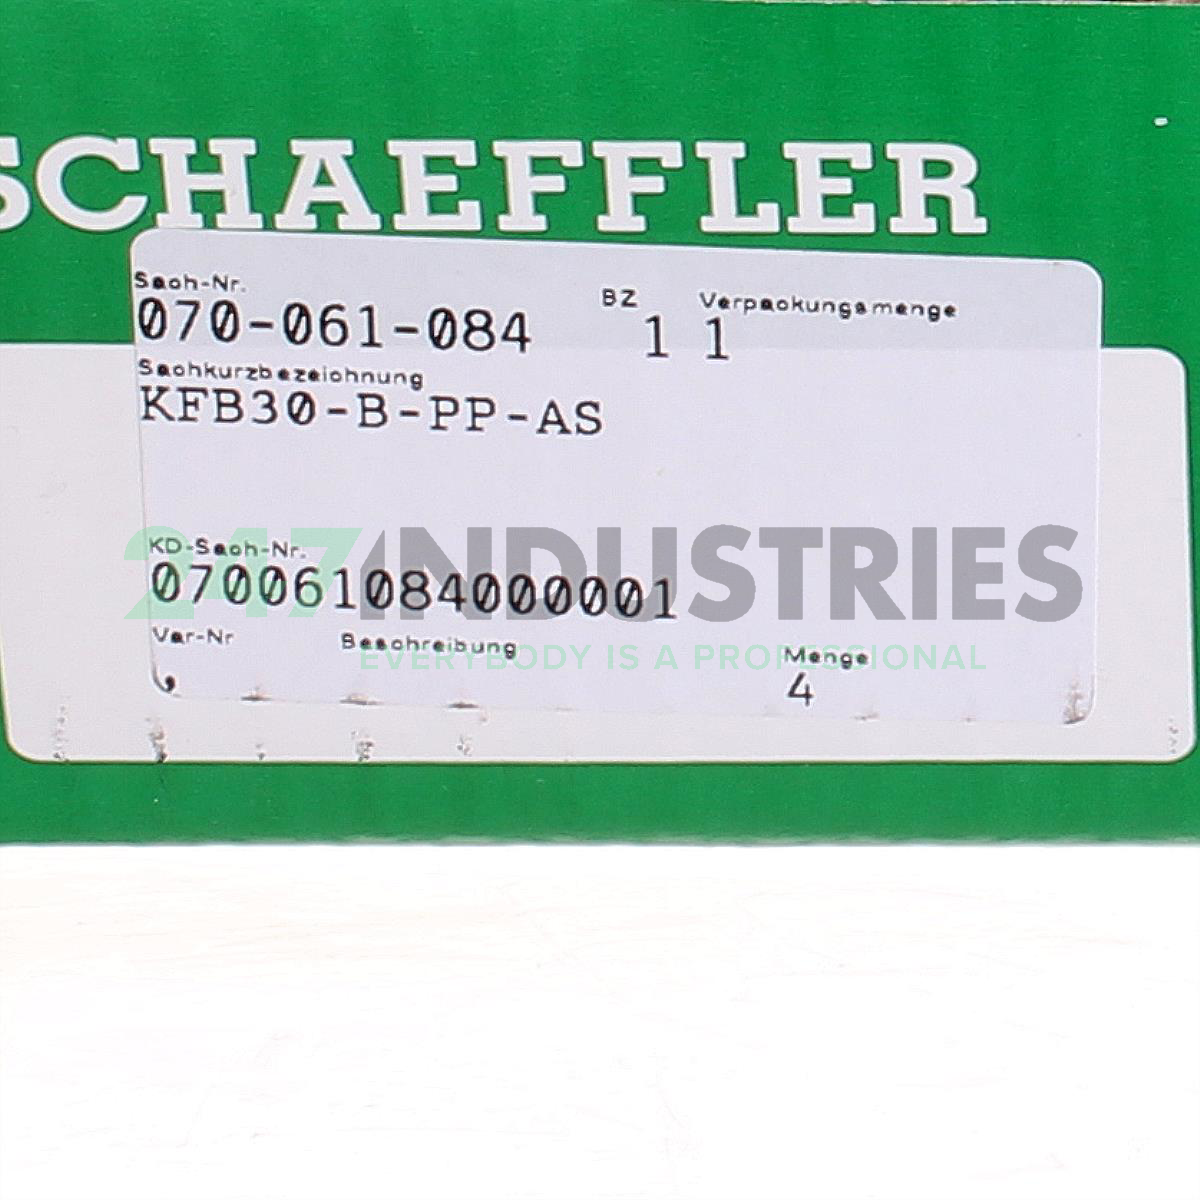 SCHAEFFLER
Sach-Nr. BZ Verpackungsmenge
070-061-084 1 1
Sachkurzbezeichnung
KFB30-B-PP-AS
247INDUSTRIES
KD-Sach-Nr.
070061084000001
Var-Nr Beschreibung Menge
EVERYBODY IS A PROFESSIONAL
, 4